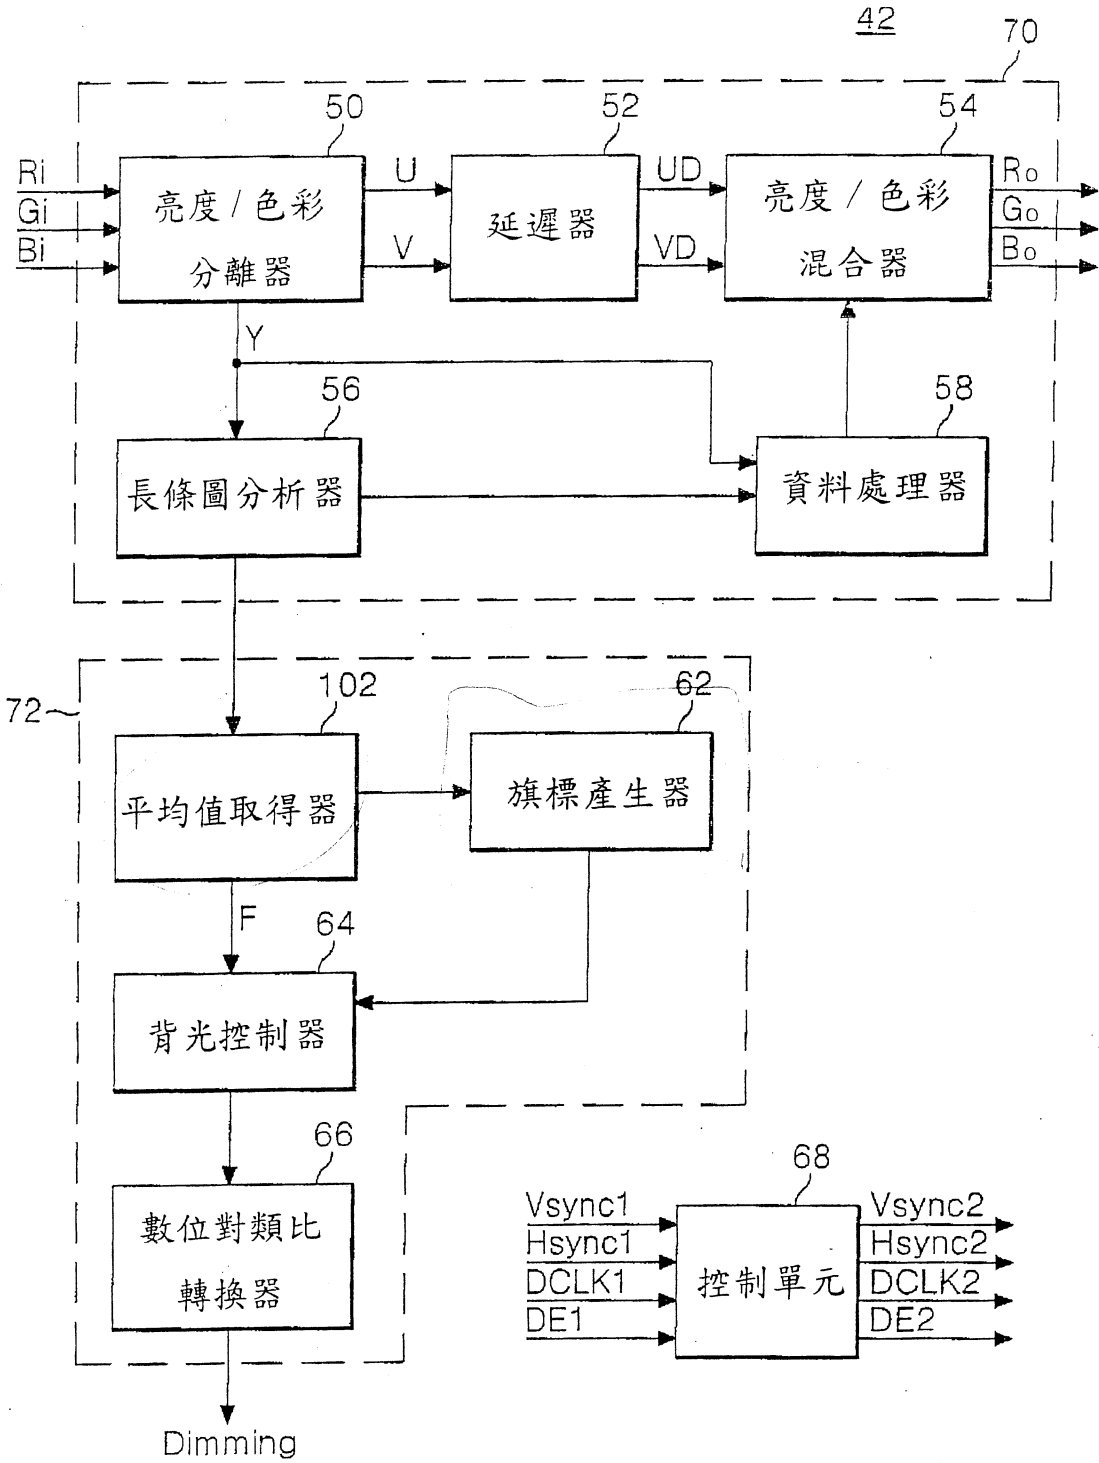 42
70
50
52
54
Ri
Gi
Bi
亮度/色彩
分離器
U
V
延遲器
UD
VD
亮度/色彩
混合器
Ro
Go
Bo
Y
56
58
長條圖分析器
資料處理器
72
102
62
平均值取得器
旗標產生器
F
64
背光控制器
66
數位對類比
轉換器
Dimming
68
Vsync1
Hsync1
DCLK1
DE1
控制單元
Vsync2
Hsync2
DCLK2
DE2